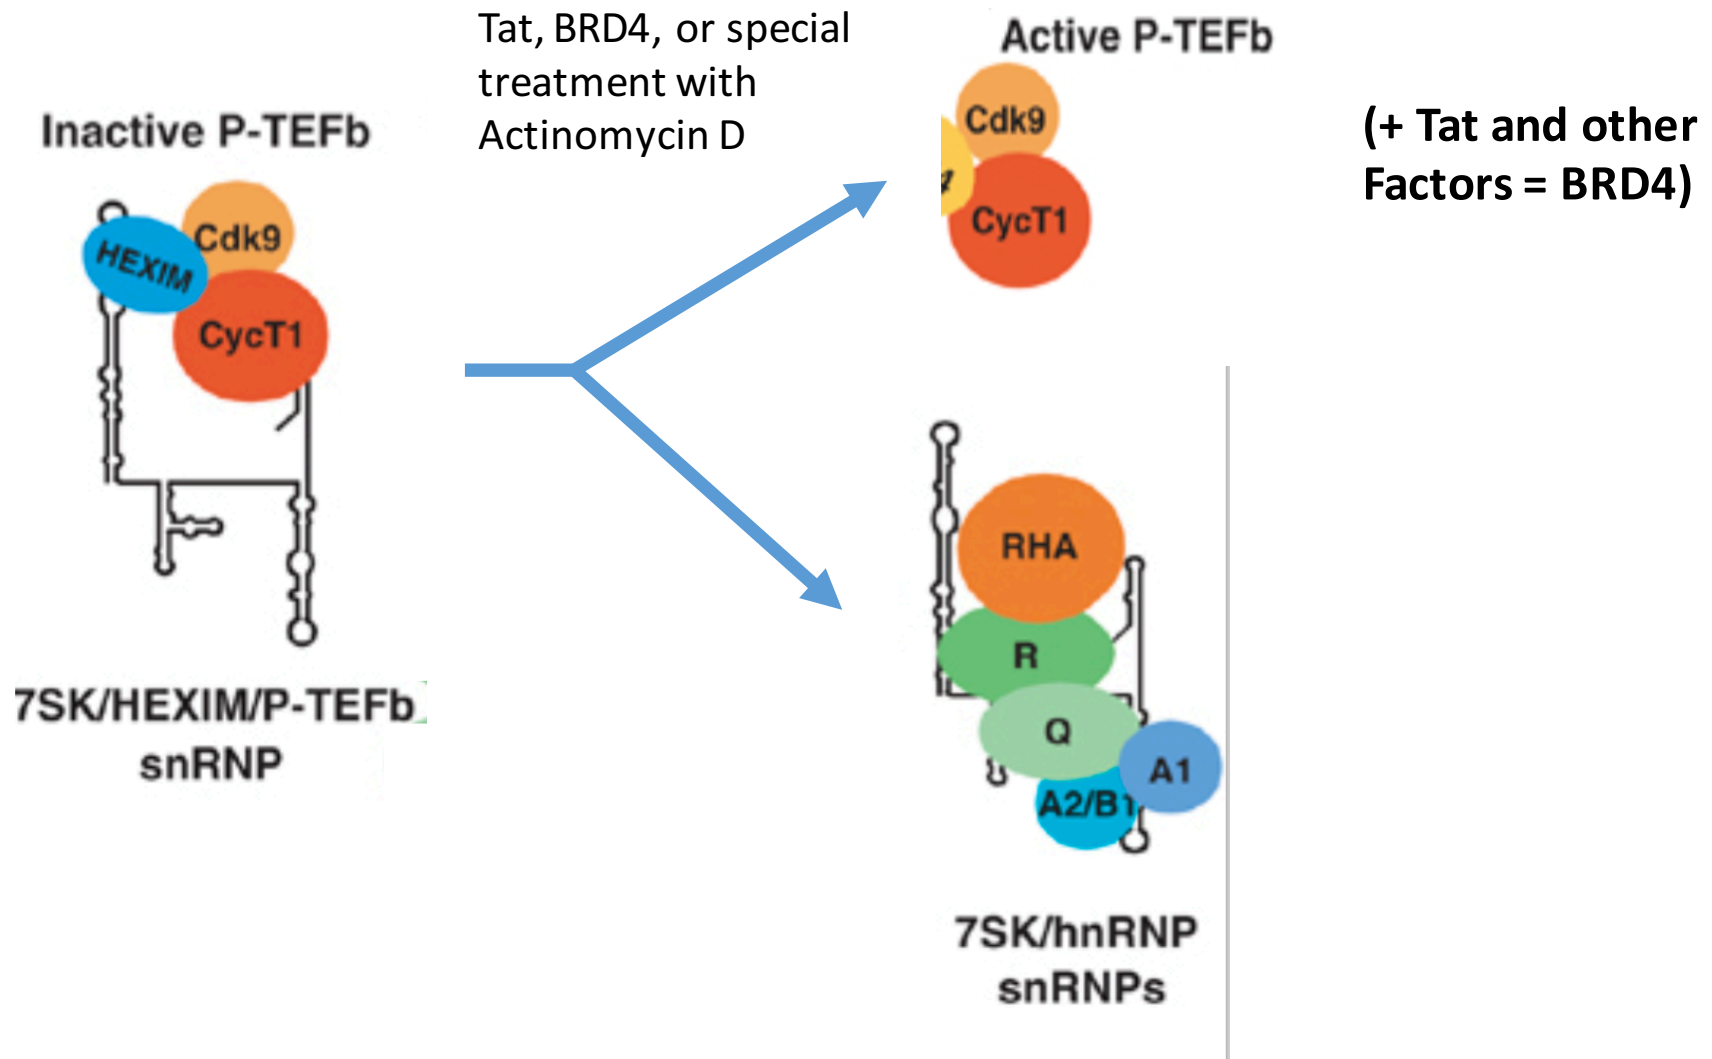 Tat, BRD4, or special
treatment with
Actinomycin D
Inactive P-TEFb
HEXIM
Cdk9
CycT1
7SK/HEXIM/P-TEFb
snRNP
Active P-TEFb
Cdk9
CycT1
(+ Tat and other
Factors = BRD4)
RHA
R
Q
A1
A2/B1
7SK/hnRNP
snRNPs